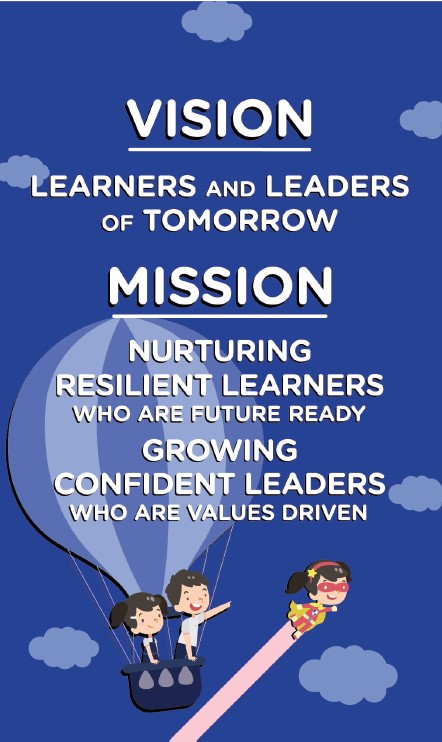 VISION
LEARNERS AND LEADERS
OF TOMORROW
MISSION
NURTURING
RESILIENT LEARNERS
WHO ARE FUTURE READY
GROWING
CONFIDENT LEADERS
WHO ARE VALUES DRIVEN